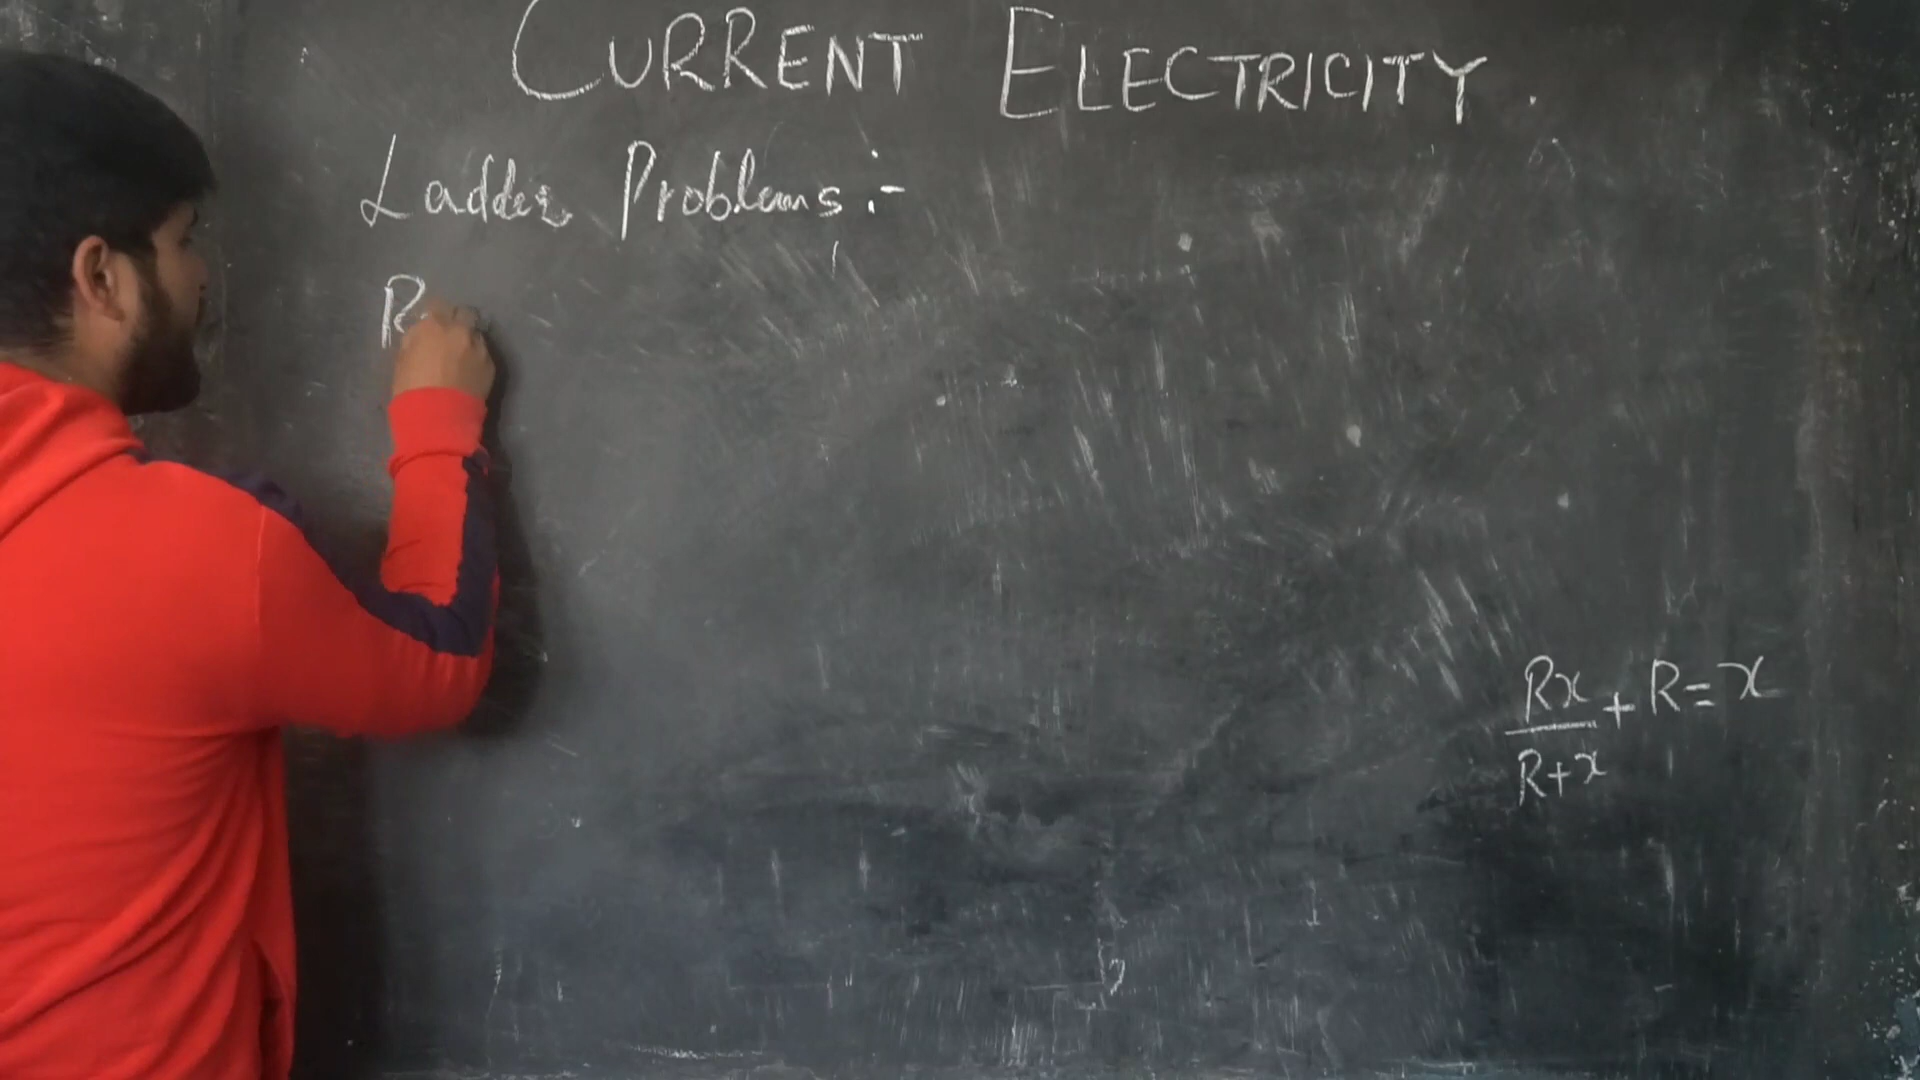 CURRENT ELECTRICITY.
Ladder Problems :-
R
Rx/R+x + R = x